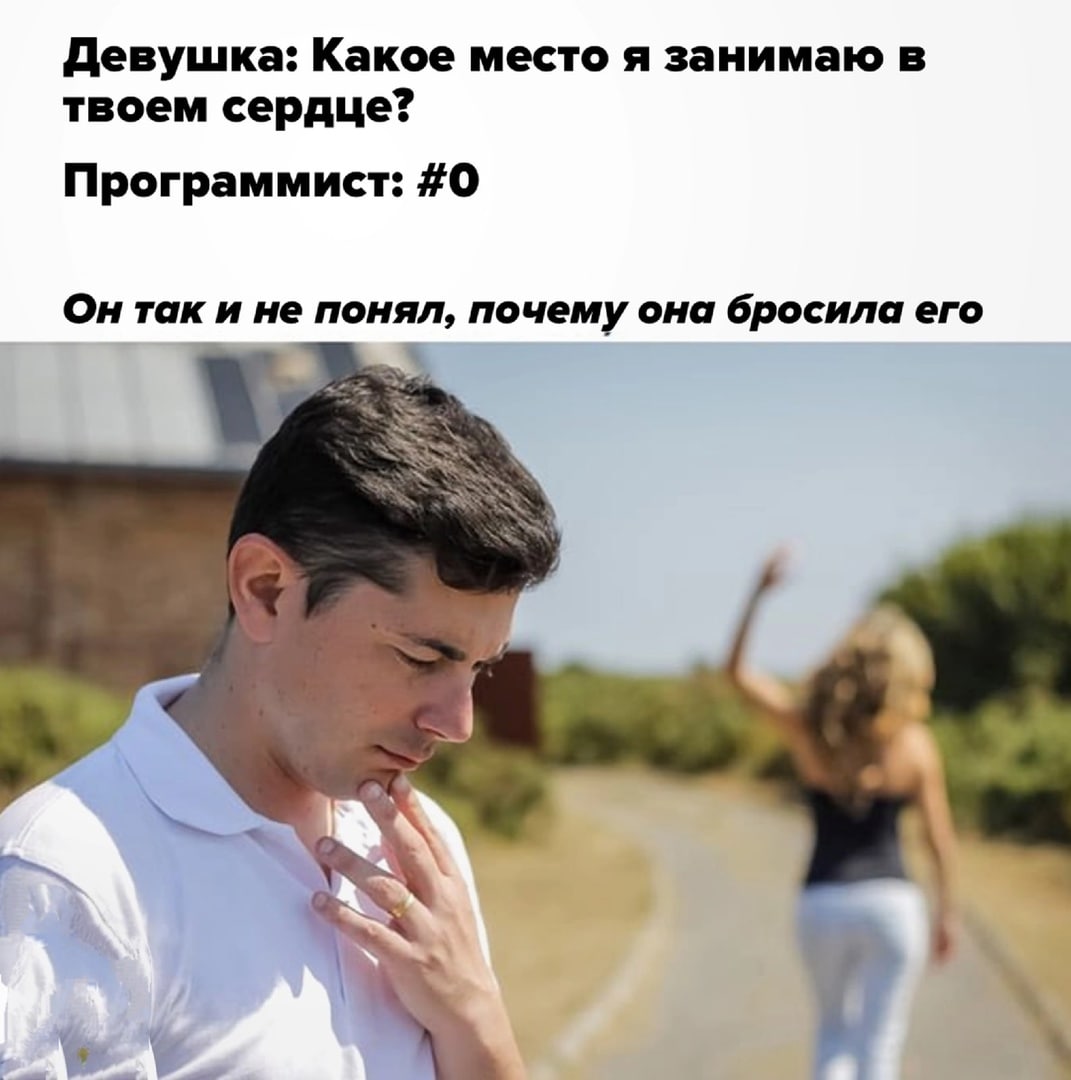 Девушка: Какое место я занимаю в
твоем сердце?
Программист: #0
Он так и не понял, почему она бросила его